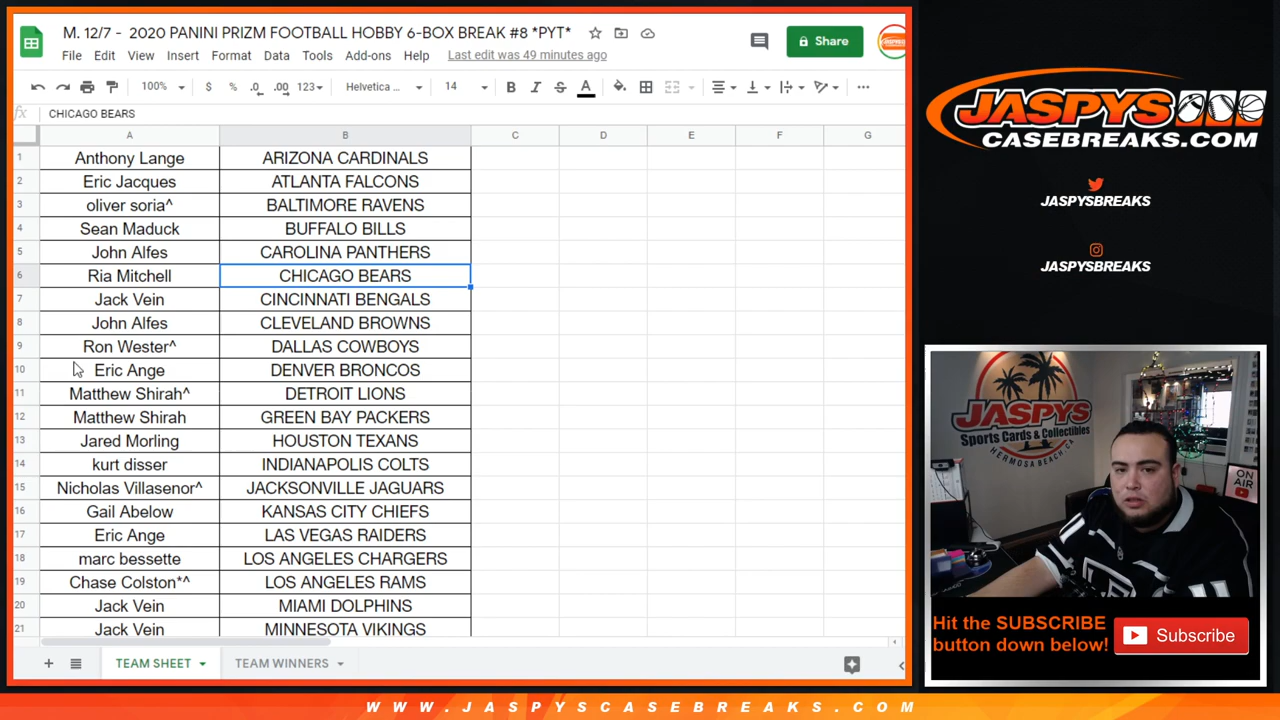 M. 12/7 - 2020 PANINI PRIZM FOOTBALL HOBBY 6-BOX BREAK #8 *PYT*
File Edit View Insert Format Data Tools Add-ons Help Last edit was 49 minutes ago
Share
100% $ % .0 .00 123 Helvetica ... 14 B I S A
fx CHICAGO BEARS
A B C D E F G
1 Anthony Lange ARIZONA CARDINALS
2 Eric Jacques ATLANTA FALCONS
3 oliver soria^ BALTIMORE RAVENS
4 Sean Maduck BUFFALO BILLS
5 John Alfes CAROLINA PANTHERS
6 Ria Mitchell CHICAGO BEARS
7 Jack Vein CINCINNATI BENGALS
8 John Alfes CLEVELAND BROWNS
9 Ron Wester^ DALLAS COWBOYS
10 Eric Ange DENVER BRONCOS
11 Matthew Shirah^ DETROIT LIONS
12 Matthew Shirah GREEN BAY PACKERS
13 Jared Morling HOUSTON TEXANS
14 kurt disser INDIANAPOLIS COLTS
15 Nicholas Villasenor^ JACKSONVILLE JAGUARS
16 Gail Abelow KANSAS CITY CHIEFS
17 Eric Ange LAS VEGAS RAIDERS
18 marc bessette LOS ANGELES CHARGERS
19 Chase Colston*^ LOS ANGELES RAMS
20 Jack Vein MIAMI DOLPHINS
21 Jack Vein MINNESOTA VIKINGS
TEAM SHEET TEAM WINNERS
JASPYS
CASEBREAKS.COM
JASPYSBREAKS
JASPYSBREAKS
JASPYS
Sports Cards & Collectibles
HERMOSA BEACH, CA
ON
AIR
Hit the SUBSCRIBE
button down below!
Subscribe
WWW.JASPYSCASEBREAKS.COM